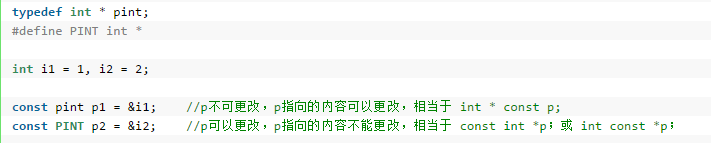 typedef int * pint;
#define PINT int *
int i1 = 1, i2 = 2;
const pint p1 = &i1;    //p不可更改，p指向的内容可以更改，相当于 int * const p;
const PINT p2 = &i2;    //p可以更改，p指向的内容不能更改，相当于 const int *p；或 int const *p；